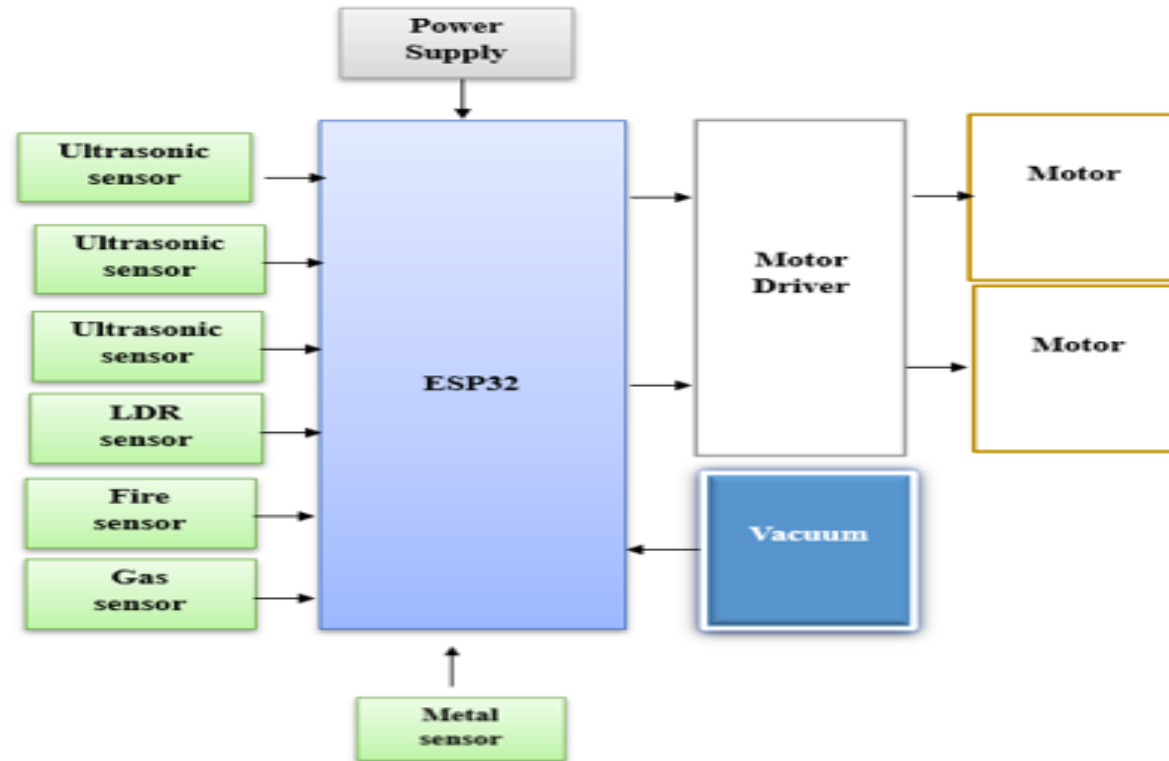 Power
Supply
Ultrasonic
sensor
Ultrasonic
sensor
Ultrasonic
sensor
LDR
sensor
Fire
sensor
Gas
sensor
ESP32
Motor
Driver
Motor
Motor
Vacuum
Metal
sensor